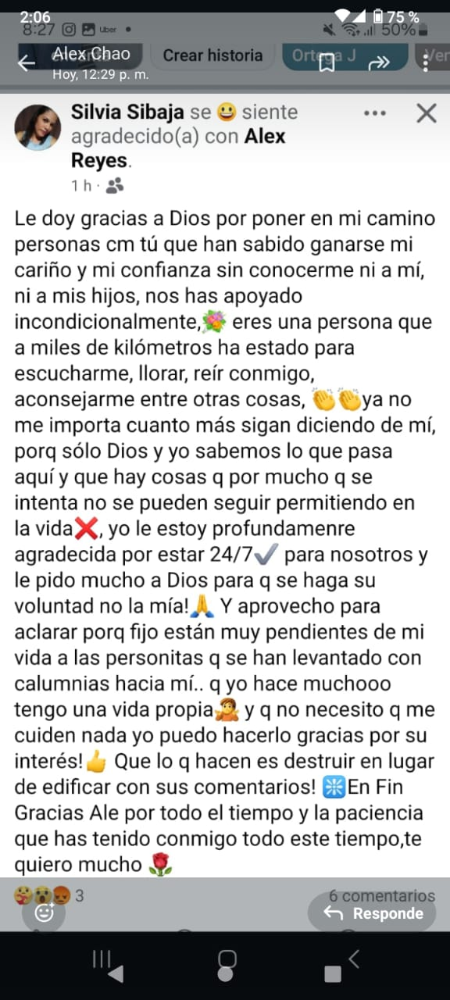 2:06
75 %
8:27 Uber • 50%
Alex Chao
Hoy, 12:29 p. m.
Crear historia
Ortega J
Ver
Silvia Sibaja se 😀 siente
agradecido(a) con Alex
Reyes.
1 h ·
Le doy gracias a Dios por poner en mi camino
personas cm tú que han sabido ganarse mi
cariño y mi confianza sin conocerme ni a mí,
ni a mis hijos, nos has apoyado
incondicionalmente,💐 eres una persona que
a miles de kilómetros ha estado para
escucharme, llorar, reír conmigo,
aconsejarme entre otras cosas, 👏👏ya no
me importa cuanto más sigan diciendo de mí,
porq sólo Dios y yo sabemos lo que pasa
aquí y que hay cosas q por mucho q se
intenta no se pueden seguir permitiendo en
la vida❌, yo le estoy profundamenre
agradecida por estar 24/7✔️ para nosotros y
le pido mucho a Dios para q se haga su
voluntad no la mía!🙏 Y aprovecho para
aclarar porq fijo están muy pendientes de mi
vida a las personitas q se han levantado con
calumnias hacia mí.. q yo hace muchooo
tengo una vida propia🤷 y q no necesito q me
cuiden nada yo puedo hacerlo gracias por su
interés!👍 Que lo q hacen es destruir en lugar
de edificar con sus comentarios! ❇️En Fin
Gracias Ale por todo el tiempo y la paciencia
que has tenido conmigo todo este tiempo,te
quiero mucho 🌹
3
6 comentarios
Responde